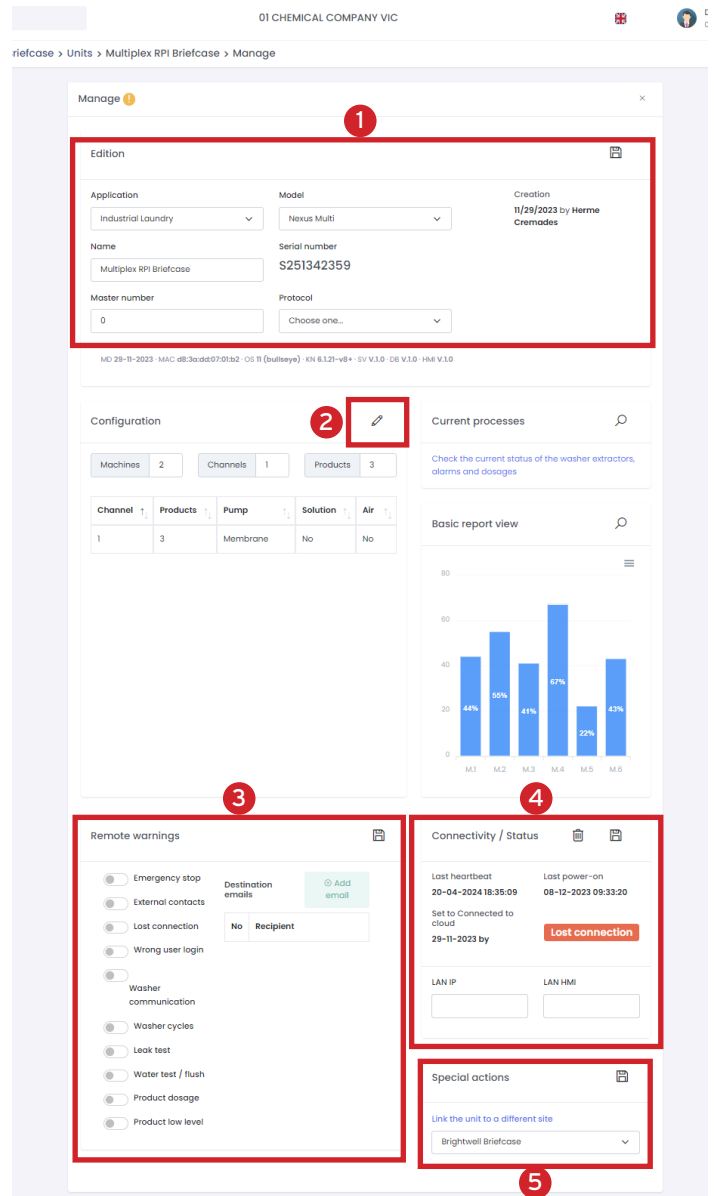 01 CHEMICAL COMPANY VIC
riefcase > Units > Multiplex RPI Briefcase > Manage
Manage !
×
1
Edition
Application
Model
Creation
Industrial Laundry
Nexus Multi
11/29/2023 by Herme
Cremades
Name
Serial number
Multiplex RPI Briefcase
S251342359
Master number
Protocol
0
Choose one...
MD 29-11-2023 · MAC d8:3a:dd:07:01:b2 · OS 11 (bullseye) · KN 6.1.21-v8+ · SV V.1.0 · DB V.1.0 · HMI V.1.0
Configuration
2
Machines 2
Channels 1
Products 3
Channel Products Pump Solution Air
1 3 Membrane No No
Current processes
Check the current status of the washer extractors,
alarms and dosages
Basic report view
80
60
40
20
0
44%
55%
41%
67%
22%
43%
M.1 M.2 M.3 M.4 M.5 M.6
3
Remote warnings
Emergency stop
External contacts
Lost connection
Wrong user login
Washer
communication
Washer cycles
Leak test
Water test / flush
Product dosage
Product low level
Destination
emails
Add
email
No Recipient
4
Connectivity / Status
Last heartbeat
Last power-on
20-04-2024 18:35:09
08-12-2023 09:33:20
Set to Connected to
cloud
29-11-2023 by
Lost connection
LAN IP
LAN HMI
Special actions
Link the unit to a different site
Brightwell Briefcase
5